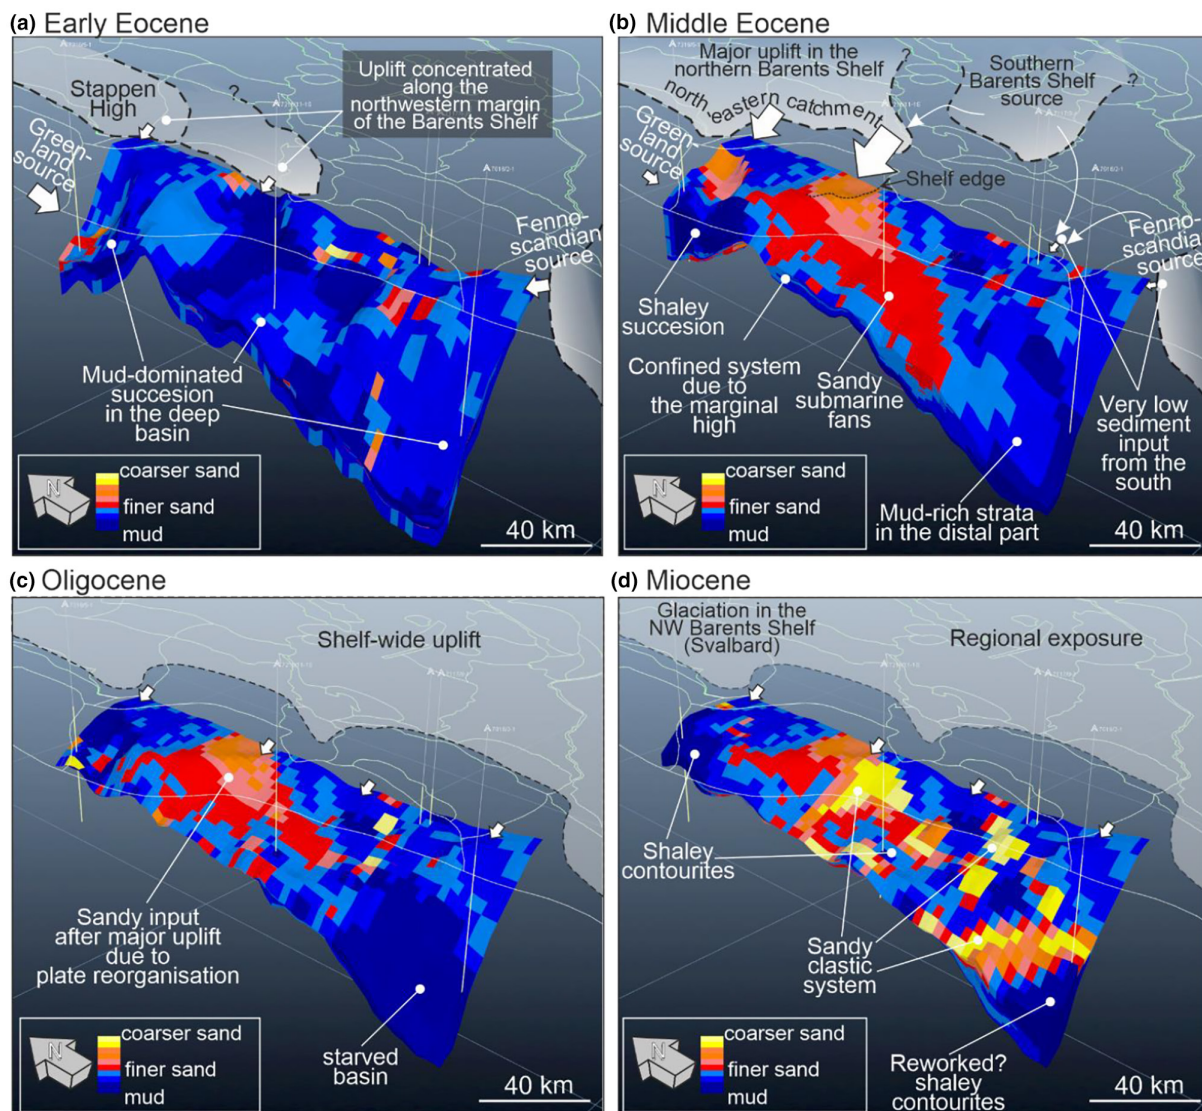 (a) Early Eocene
Stappen
High
?
Uplift concentrated
along the
northwestern margin
of the Barents Shelf
Green-
land
source
Fenno-
scandian
source
Mud-dominated
succesion
in the deep
basin
N
coarser sand
finer sand
mud
40 km
(b) Middle Eocene
Major uplift in the
northern Barents Shelf
north eastern catchment
?
Southern
Barents Shelf
source
?
Greenland
source
Shelf edge
Fenno-
scandian
source
Shaley
succesion
Confined system
due to
the marginal
high
Sandy
submarine
fans
Very low
sediment
input
from the
south
Mud-rich strata
in the distal part
N
coarser sand
finer sand
mud
40 km
(c) Oligocene
Shelf-wide uplift
Sandy input
after major uplift
due to
plate reorganisation
starved
basin
N
coarser sand
finer sand
mud
40 km
(d) Miocene
Glaciation in the
NW Barents Shelf
(Svalbard)
Regional exposure
Shaley
contourites
Sandy
clastic
system
Reworked?
shaley
contourites
N
coarser sand
finer sand
mud
40 km